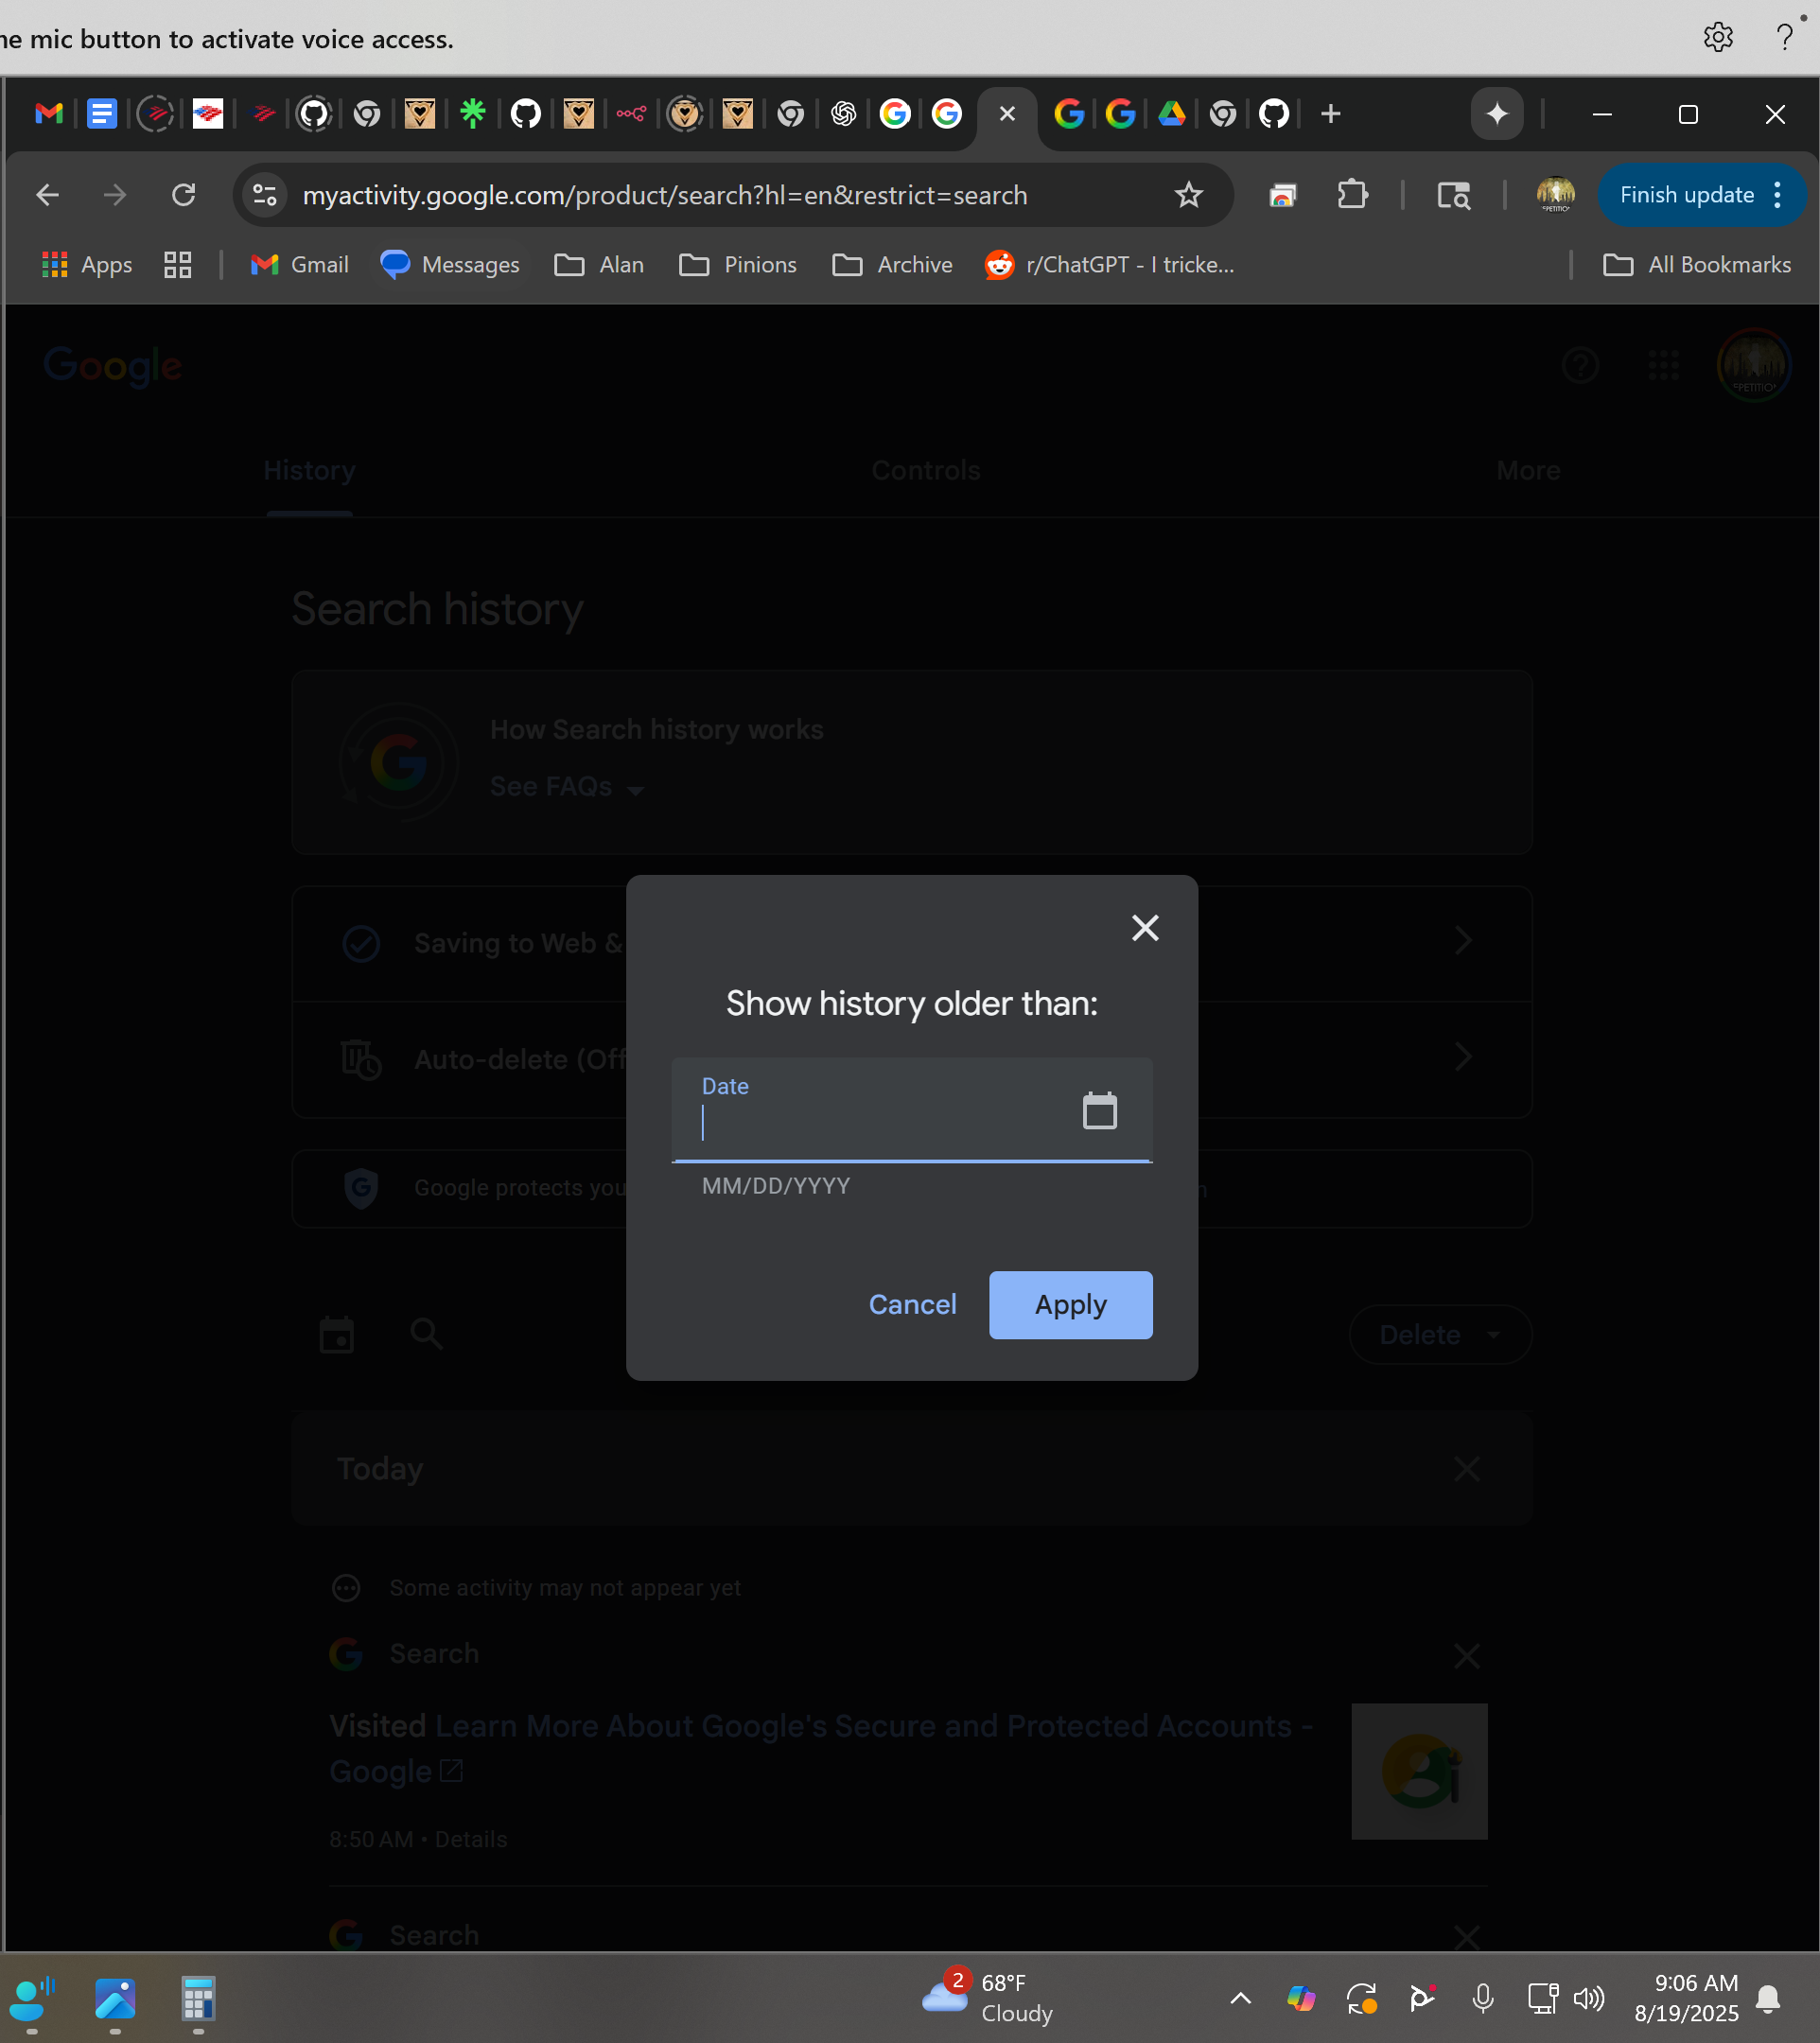 mic button to activate voice access.
myactivity.google.com/product/search?hl=en&restrict=search
Finish update
Apps
Gmail
Messages
Alan
Pinions
Archive
r/ChatGPT - I tricke...
All Bookmarks
Google
History
Controls
More
Search history
How Search history works
See FAQs
Saving to Web &
Auto-delete (Off
Google protects you
Show history older than:
Date
MM/DD/YYYY
Cancel
Apply
Delete
Today
Some activity may not appear yet
Search
Visited Learn More About Google's Secure and Protected Accounts -
Google
8:50 AM • Details
Search
2
68°F
Cloudy
9:06 AM
8/19/2025